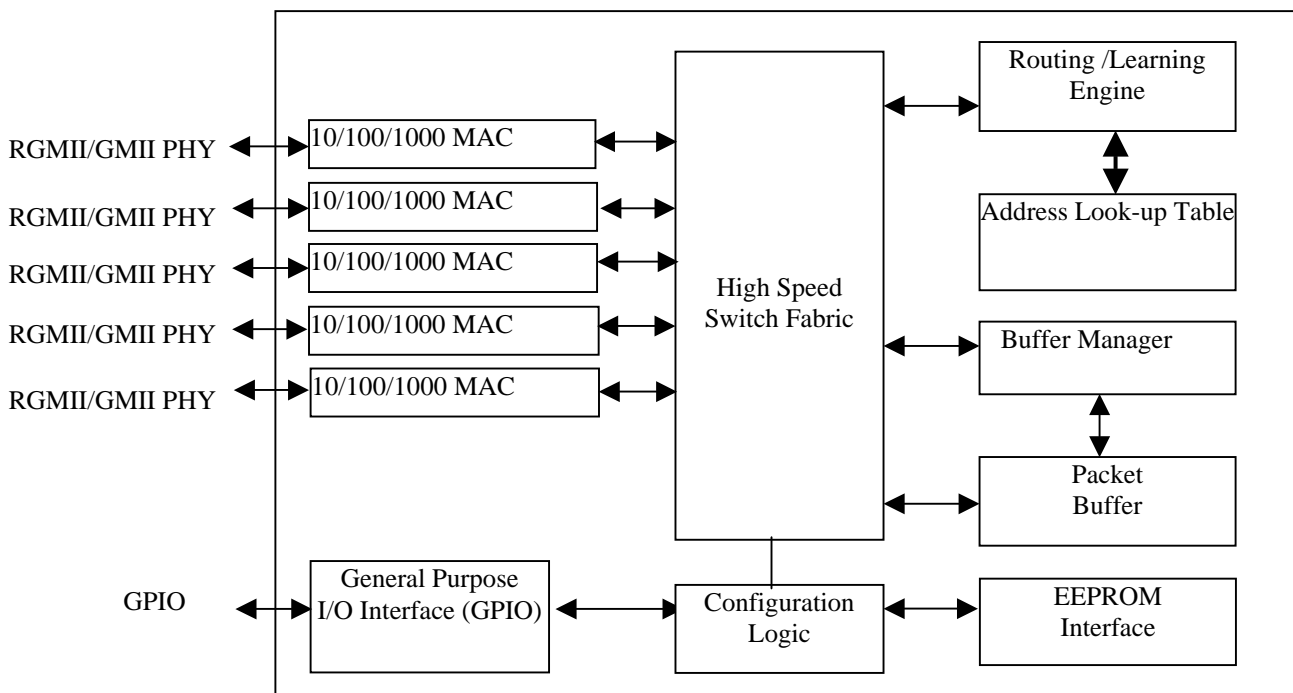 RGMII/GMII PHY
RGMII/GMII PHY
RGMII/GMII PHY
RGMII/GMII PHY
RGMII/GMII PHY
GPIO
10/100/1000 MAC
10/100/1000 MAC
10/100/1000 MAC
10/100/1000 MAC
10/100/1000 MAC
General Purpose
I/O Interface (GPIO)
High Speed
Switch Fabric
Configuration
Logic
Routing /Learning
Engine
Address Look-up Table
Buffer Manager
Packet
Buffer
EEPROM
Interface